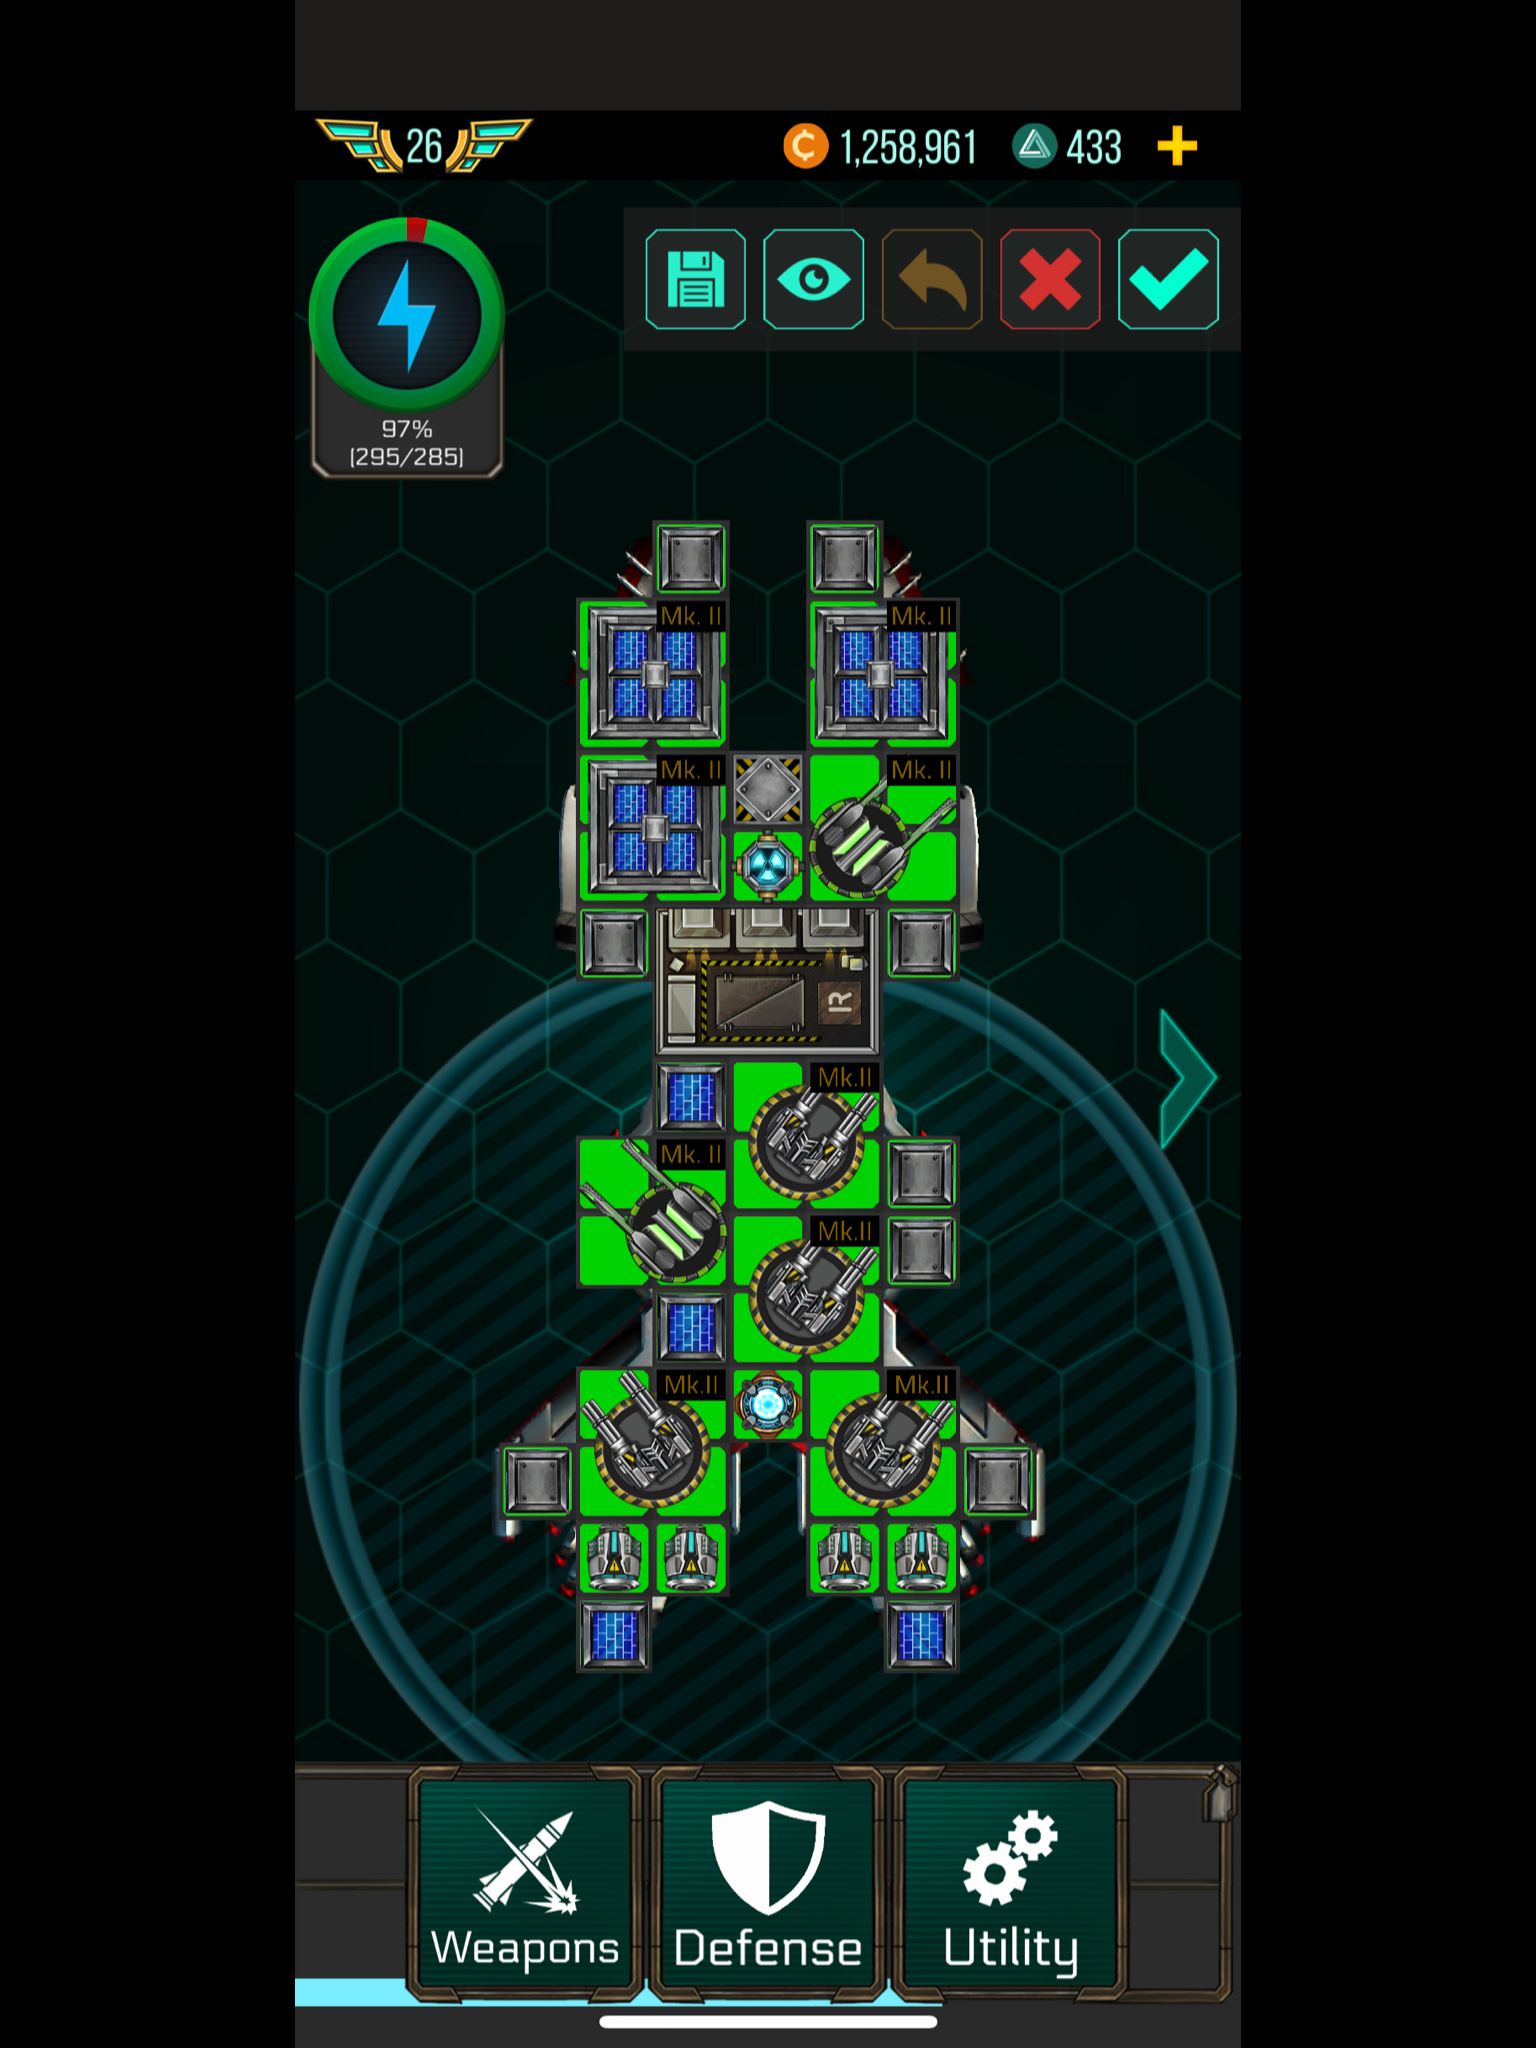 26
1,258,961
433
97%
(295/285)
Mk. II
Mk. II
Mk. II
Mk. II
Mk.II
Mk. II
Mk.II
Mk.II
Mk.II
Weapons
Defense
Utility